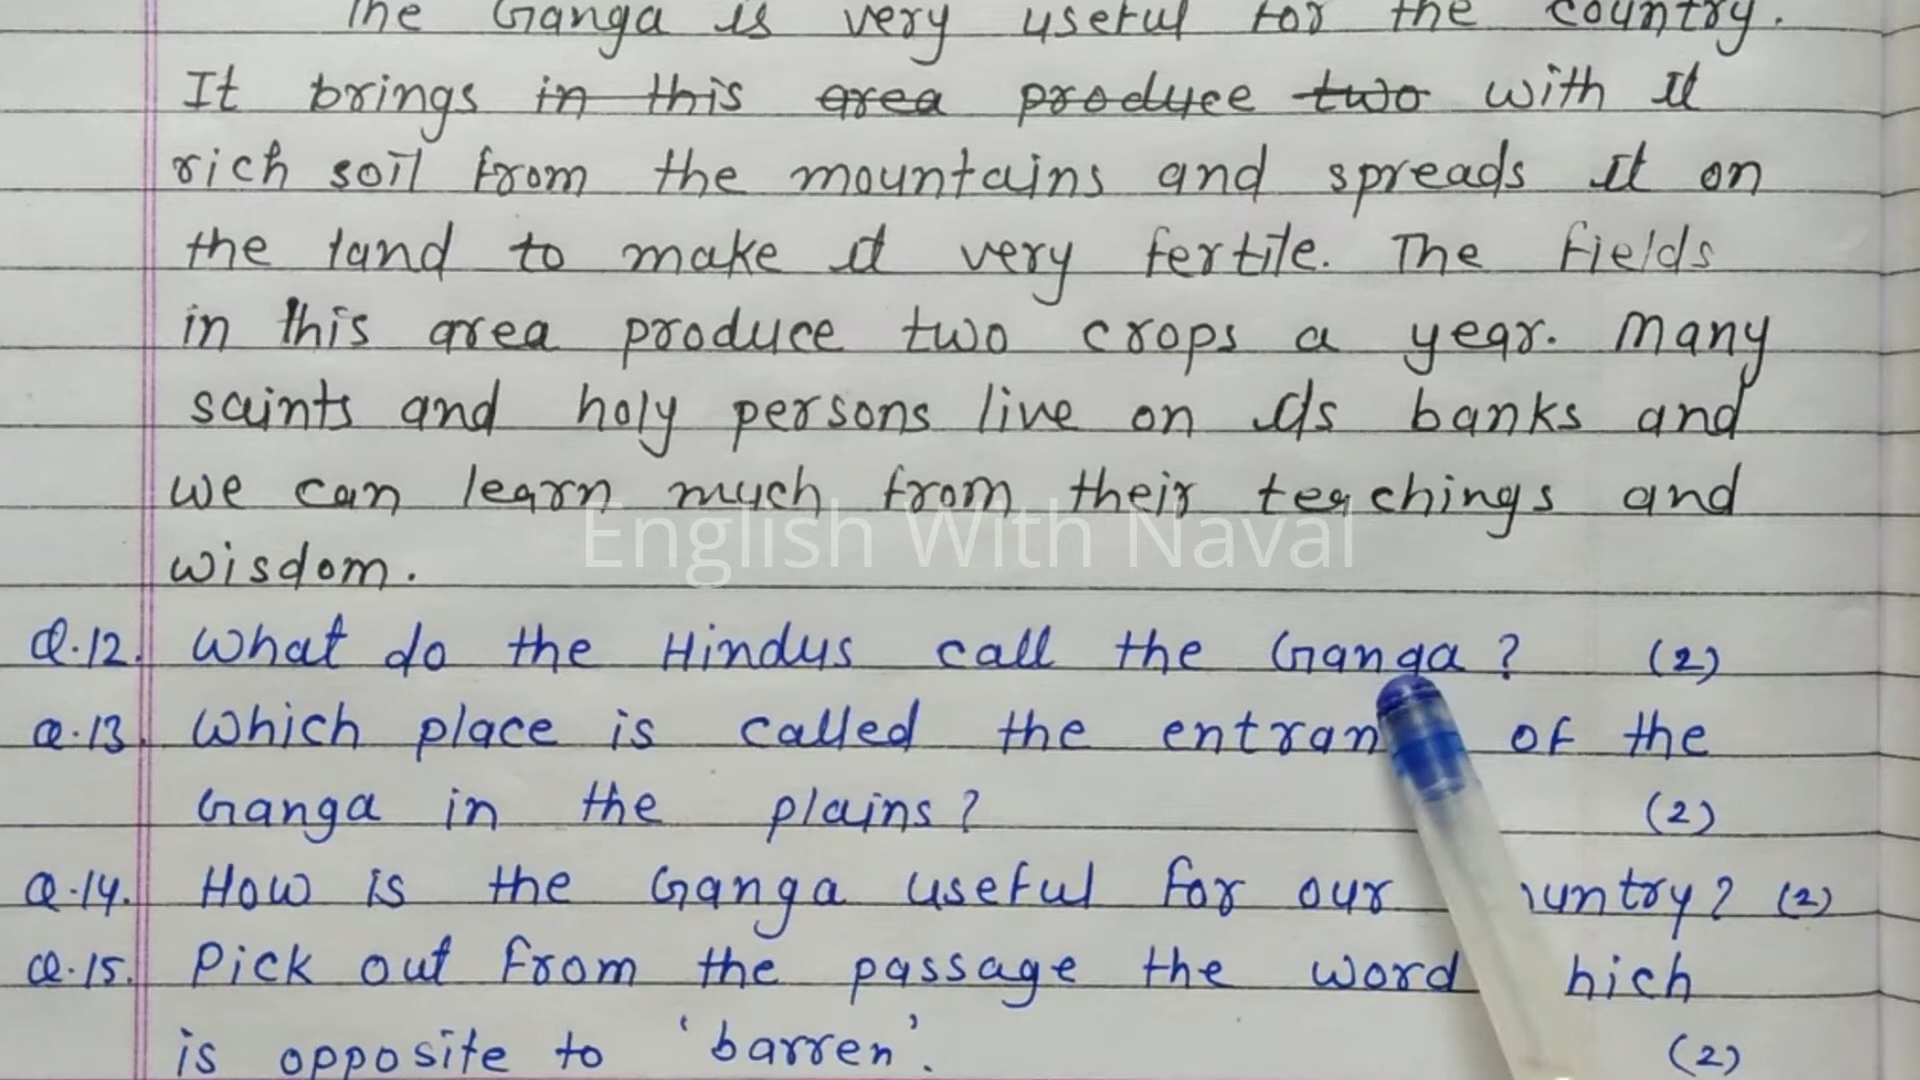 The Ganga is very useful for the country.
It brings in this area produce two with it
rich soil from the mountains and spreads it on
the land to make it very fertile. The fields
in this area produce two crops a year. Many
saints and holy persons live on its banks and
we can learn much from their teachings and
English With Naval
wisdom.
Q.12. What do the Hindus call the Ganga? (2)
Q.13. Which place is called the entran of the
Ganga in the plains? (2)
Q.14. How is the Ganga useful for our ountry? (2)
Q.15. Pick out from the passage the word hich
is opposite to 'barren'. (2)